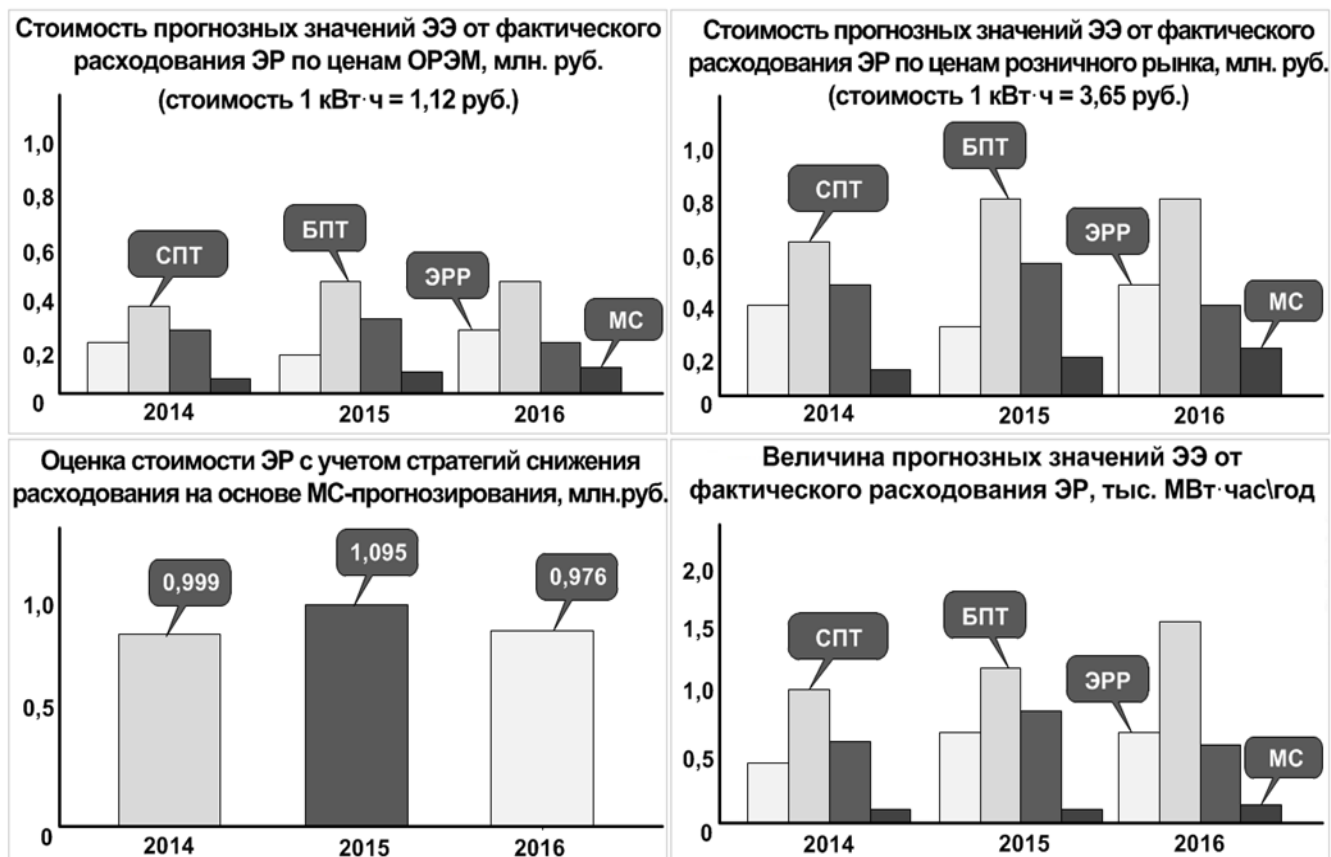 Стоимость прогнозных значений ЭЭ от фактического
расходования ЭР по ценам ОРЭМ, млн. руб.
(стоимость 1 кВт·ч = 1,12 руб.)
1,0
0,8
0,6
0,4
0,2
0
СПТ
БПТ
ЭРР
МС
2014
2015
2016
Стоимость прогнозных значений ЭЭ от фактического
расходования ЭР по ценам розничного рынка, млн. руб.
(стоимость 1 кВт·ч = 3,65 руб.)
1,0
0,8
0,6
0,4
0,2
0
СПТ
БПТ
ЭРР
МС
2014
2015
2016
Оценка стоимости ЭР с учетом стратегий снижения
расходования на основе МС-прогнозирования, млн.руб.
1,0
0,5
0
0,999
1,095
0,976
2014
2015
2016
Величина прогнозных значений ЭЭ от
фактического расходования ЭР, тыс. МВт·час\год
2,0
1,5
1,0
0,5
0
СПТ
БПТ
ЭРР
МС
2014
2015
2016